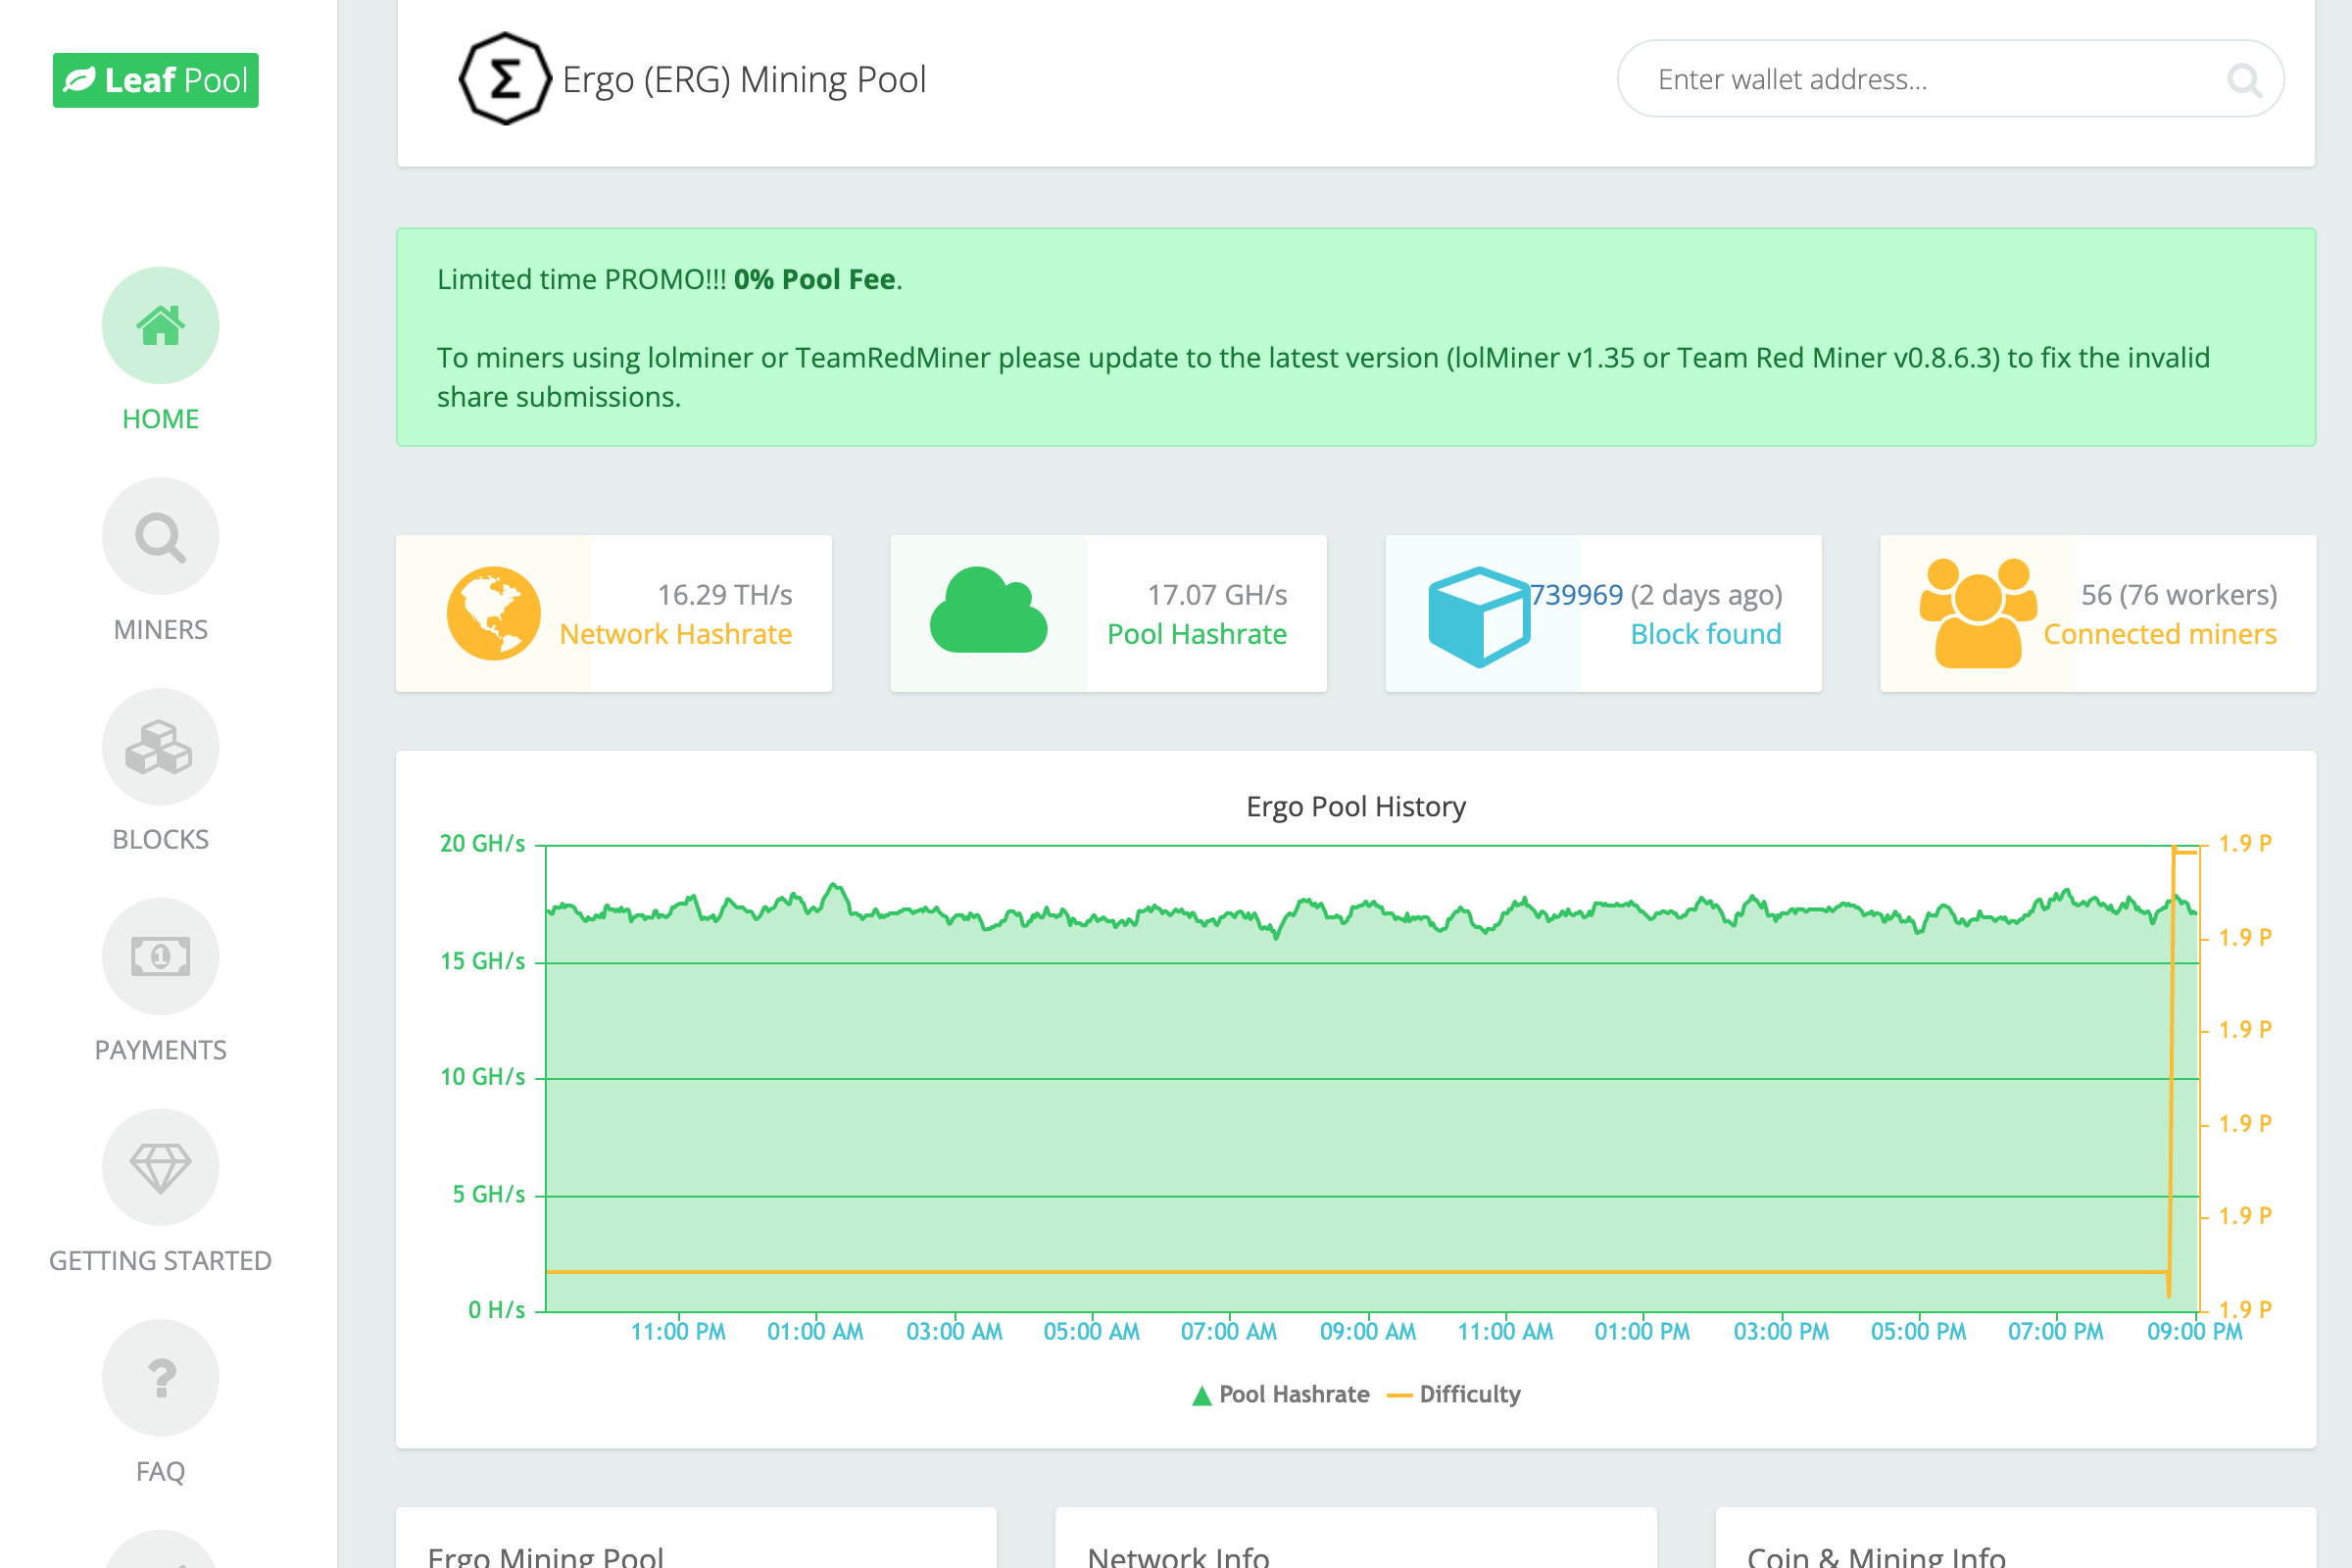 Leaf Pool
Ergo (ERG) Mining Pool
Enter wallet address...
HOME
MINERS
BLOCKS
PAYMENTS
GETTING STARTED
FAQ
Limited time PROMO!!! 0% Pool Fee.
To miners using lolminer or TeamRedMiner please update to the latest version (lolMiner v1.35 or Team Red Miner v0.8.6.3) to fix the invalid
share submissions.
16.29 TH/s
Network Hashrate
17.07 GH/s
Pool Hashrate
739969 (2 days ago)
Block found
56 (76 workers)
Connected miners
Ergo Pool History
20 GH/s
15 GH/s
10 GH/s
5 GH/s
0 H/s
1.9 P
1.9 P
1.9 P
1.9 P
1.9 P
1.9 P
11:00 PM 01:00 AM 03:00 AM 05:00 AM 07:00 AM 09:00 AM 11:00 AM 01:00 PM 03:00 PM 05:00 PM 07:00 PM 09:00 PM
Pool Hashrate Difficulty
Ergo Mining Pool
Network Info
Coin & Mining Info